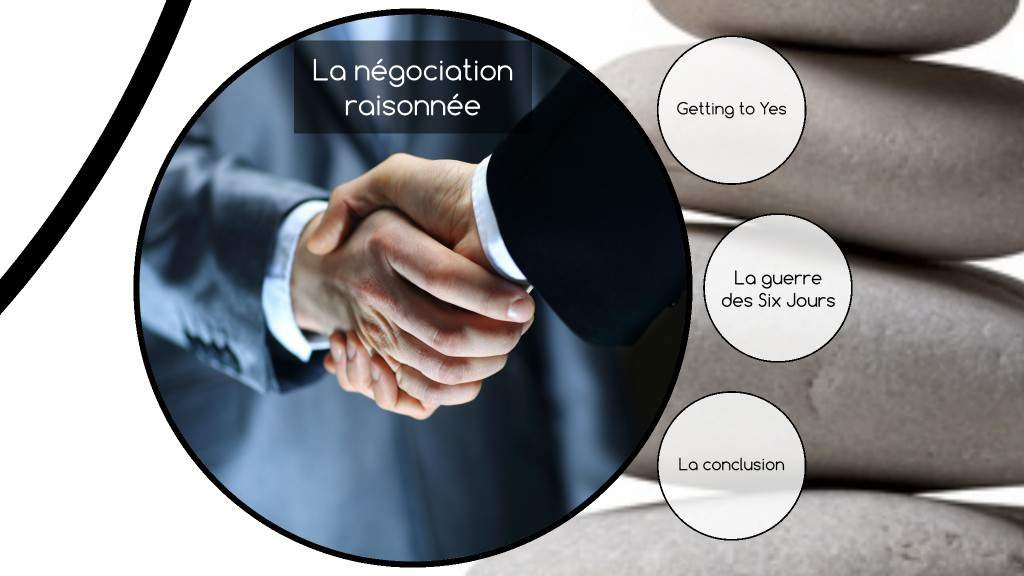 La négociation
raisonnée
Getting to Yes
La guerre
des Six Jours
La conclusion